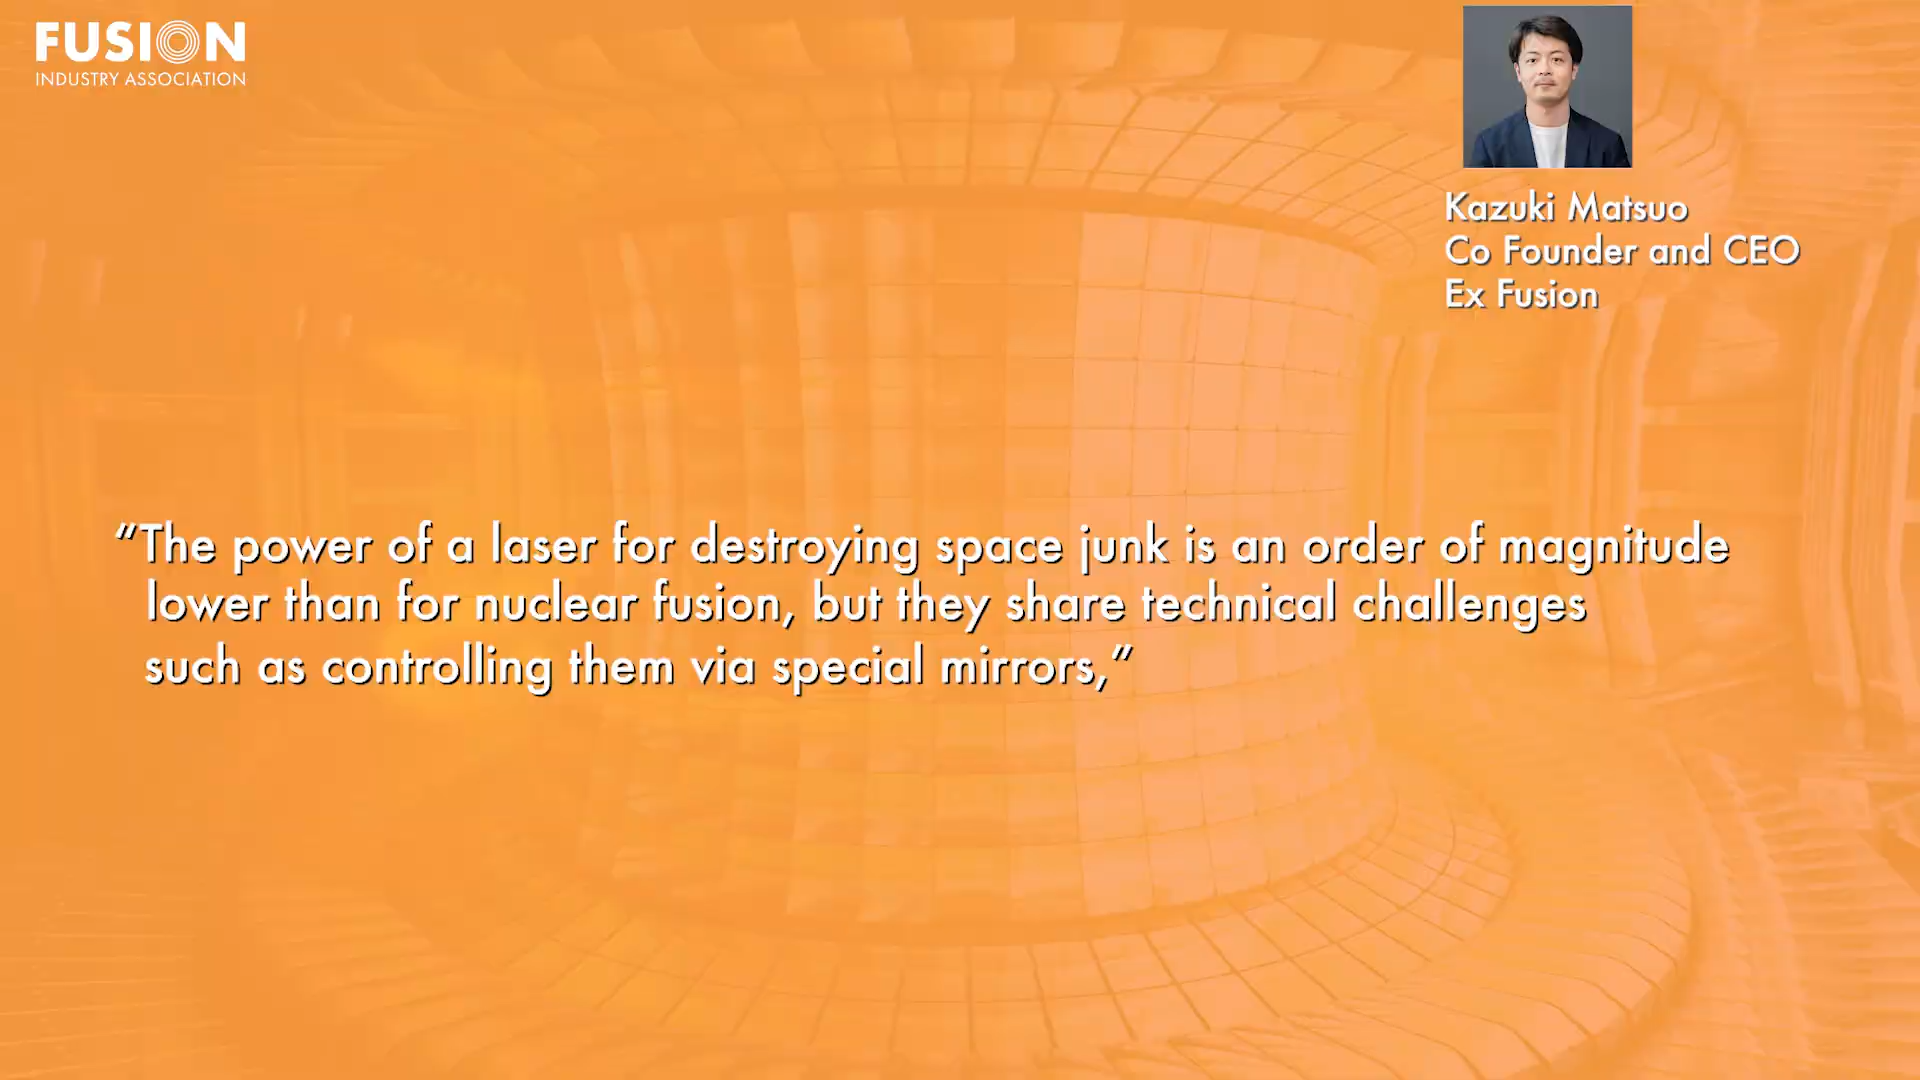 FUSION
INDUSTRY ASSOCIATION
Kazuki Matsuo
Co Founder and CEO
Ex Fusion
“The power of a laser for destroying space junk is an order of magnitude
lower than for nuclear fusion, but they share technical challenges
such as controlling them via special mirrors,”